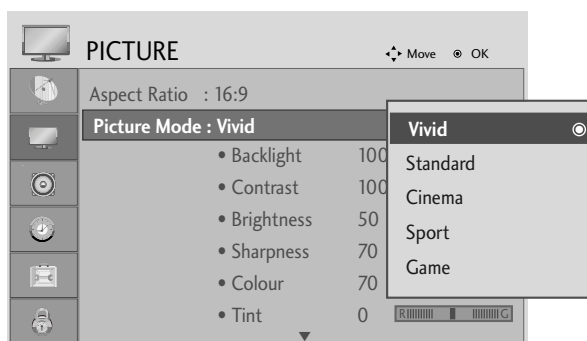 PICTURE
Move OK
Aspect Ratio : 16:9
Picture Mode : Vivid
• Backlight 100
• Contrast 100
• Brightness 50
• Sharpness 70
• Colour 70
• Tint 0 R G
Vivid
Standard
Cinema
Sport
Game